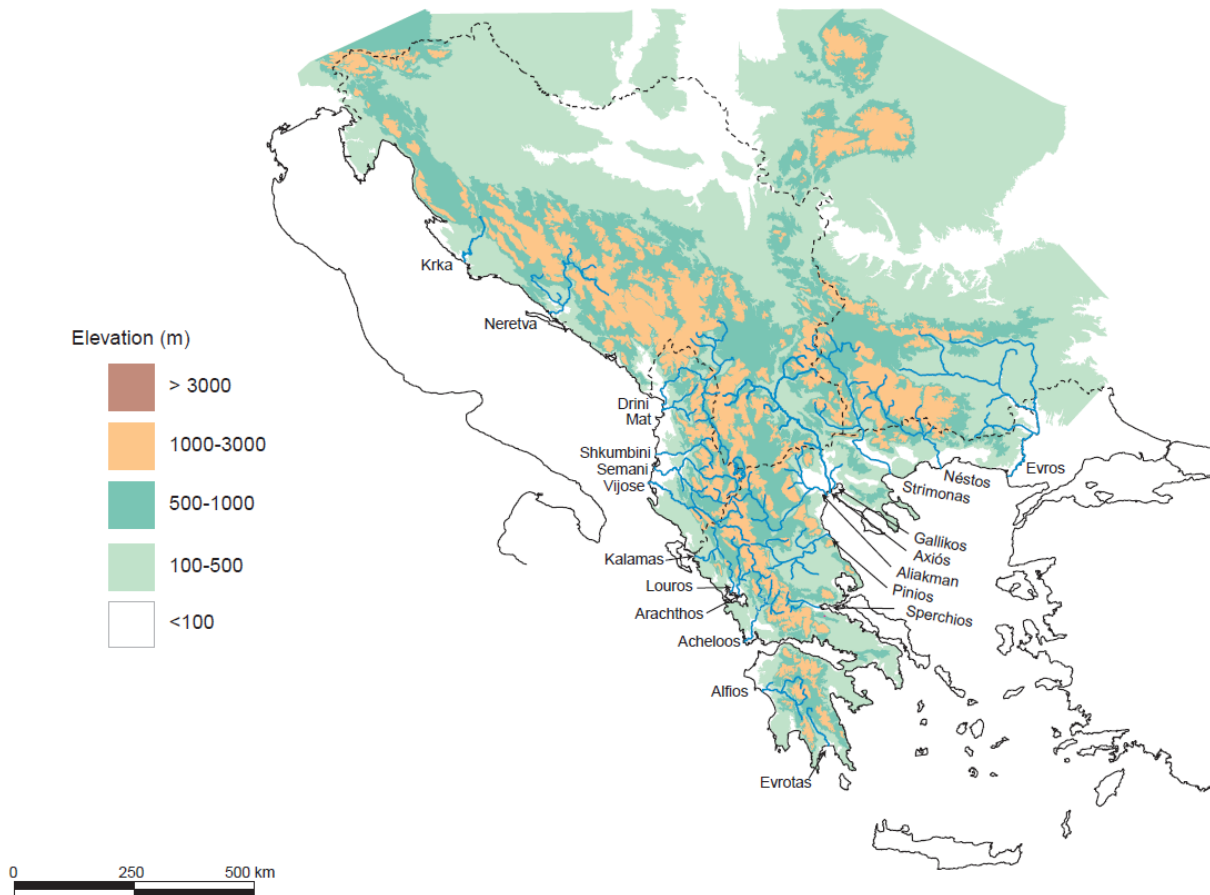 Krka
Neretva
Elevation (m)
> 3000
1000-3000
500-1000
100-500
<100
Drini
Mat
Shkumbini
Semani
Vijose
Kalamas
Louros
Arachthos
Acheloos
Alfios
Evrotas
Evros
Néstos
Strimonas
Gallikos
Axiós
Aliakman
Pinios
Sperchios
0 250 500 km